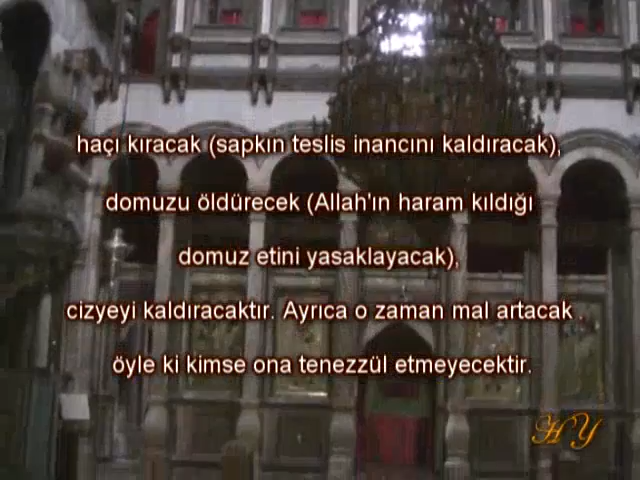 haçı kıracak (sapkın teslis inancını kaldıracak),
domuzu öldürecek (Allah'ın haram kıldığı
domuz etini yasaklayacak),
cizyeyi kaldıracaktır. Ayrıca o zaman mal artacak .
öyle ki kimse ona tenezzül etmeyecektir.
HY